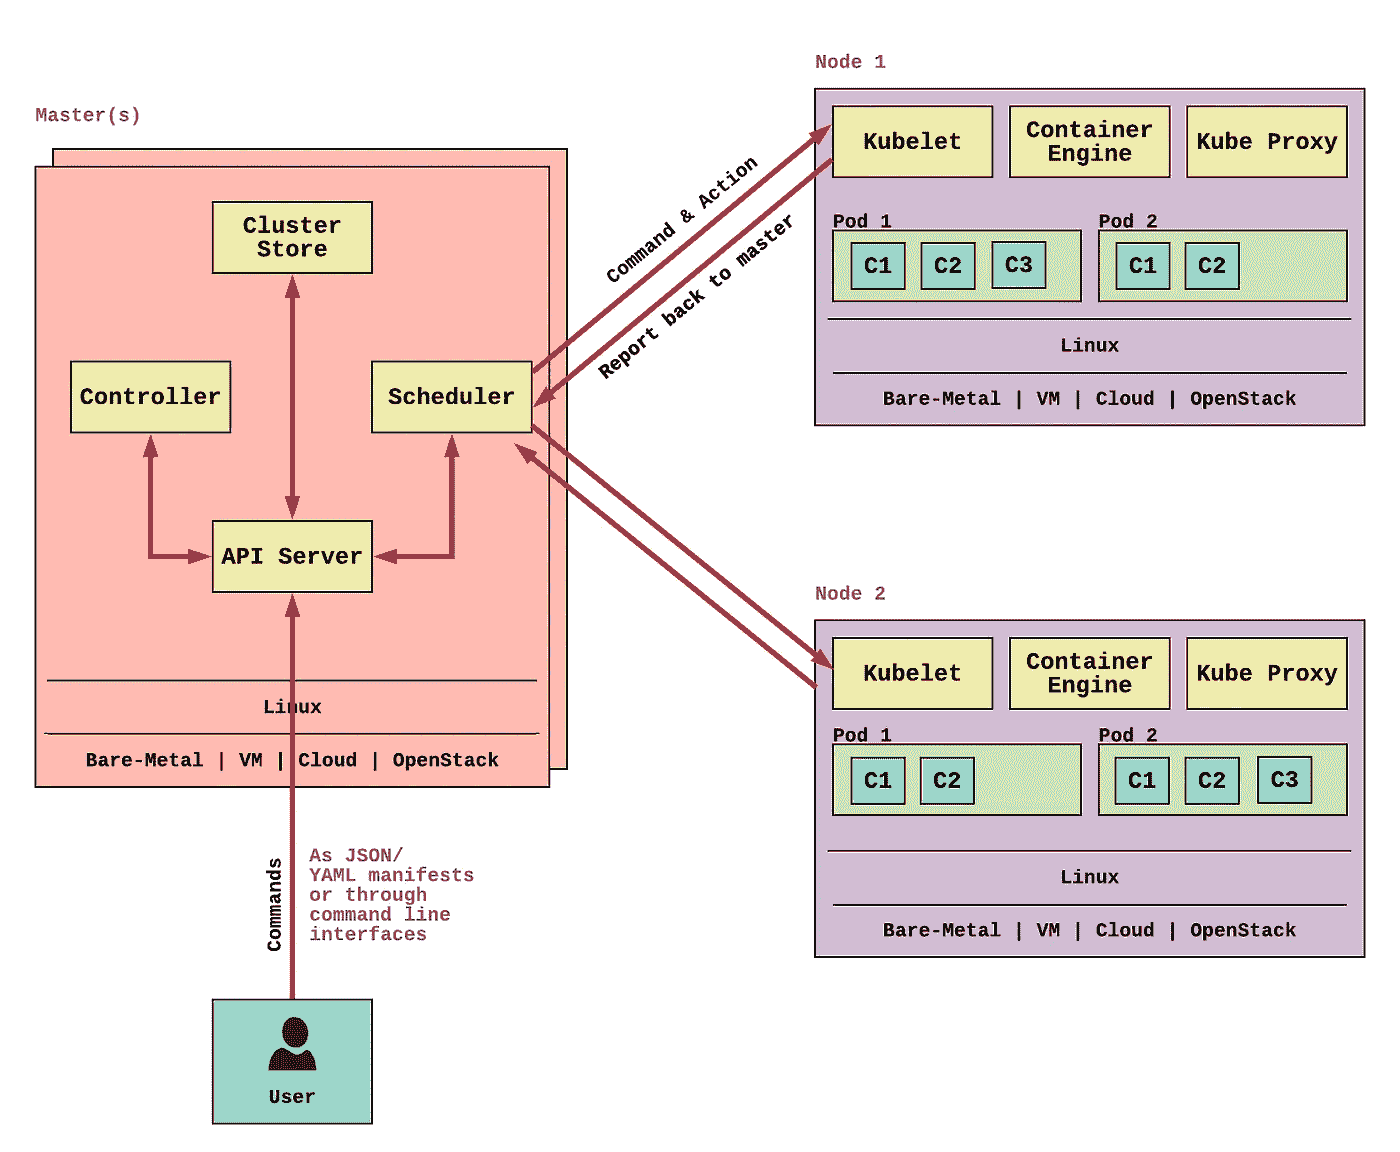 Master(s)
Cluster
Store
Controller
Scheduler
API Server
Linux
Bare-Metal | VM | Cloud | OpenStack
Commands
As JSON/
YAML manifests
or through
command line
interfaces
User
Command & Action
Report back to master
Node 1
Kubelet
Container
Engine
Kube Proxy
Pod 1
C1
C2
C3
Pod 2
C1
C2
Linux
Bare-Metal | VM | Cloud | OpenStack
Node 2
Kubelet
Container
Engine
Kube Proxy
Pod 1
C1
C2
Pod 2
C1
C2
C3
Linux
Bare-Metal | VM | Cloud | OpenStack